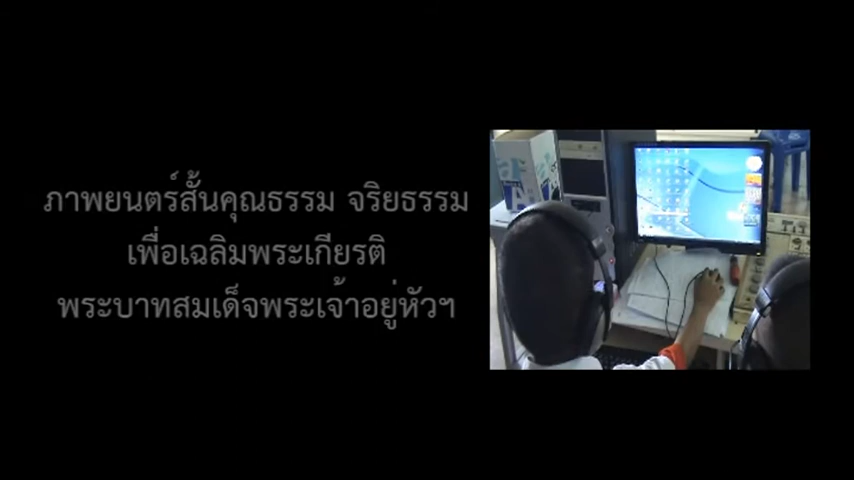 ภาพยนตร์สั้นคุณธรรม จริยธรรม
เพื่อเฉลิมพระเกียรติ
พระบาทสมเด็จพระเจ้าอยู่หัวฯ